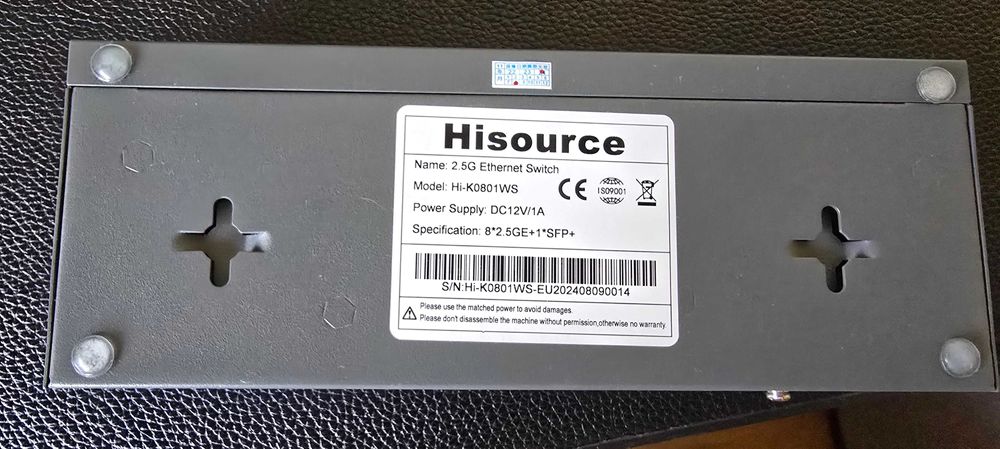 Hisource
Name: 2.5G Ethernet Switch
Model: Hi-K0801WS
CE
ISO9001
Power Supply: DC12V/1A
Specification: 8*2.5GE+1*SFP+
S/N:Hi-K0801WS-EU202408090014
Please use the matched power to avoid damages.
Please don't disassemble the machine without permission,otherwise no warranty.